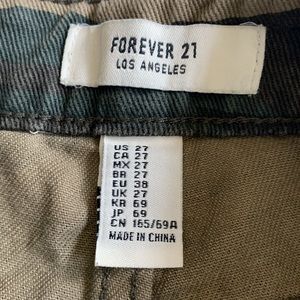 FOREVER 21
LOS ANGELES
US 27
CA 27
MX 27
BR 27
EU 38
UK 27
KR 69
JP 69
CN 165/69A
MADE IN CHINA